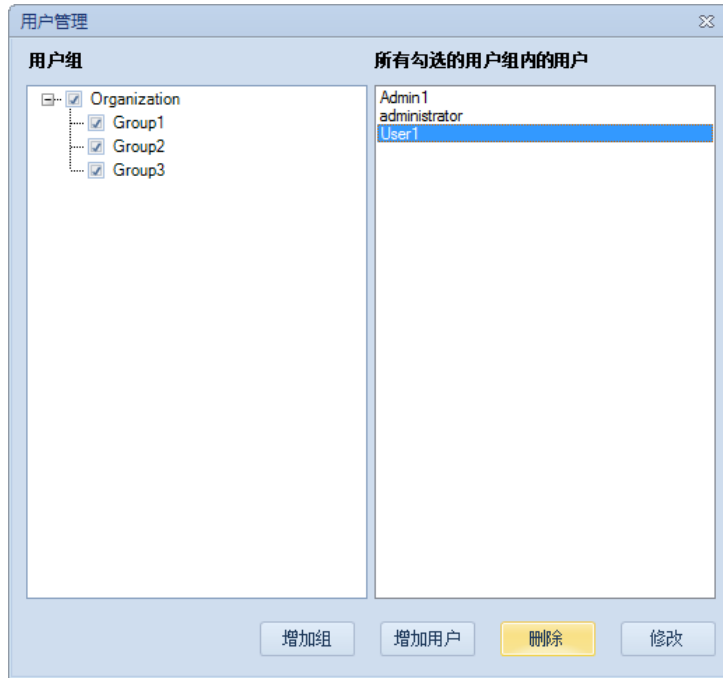 用户管理
用户组
所有勾选的用户组内的用户
Organization
Group1
Group2
Group3
Admin1
administrator
User1
增加组
增加用户
删除
修改